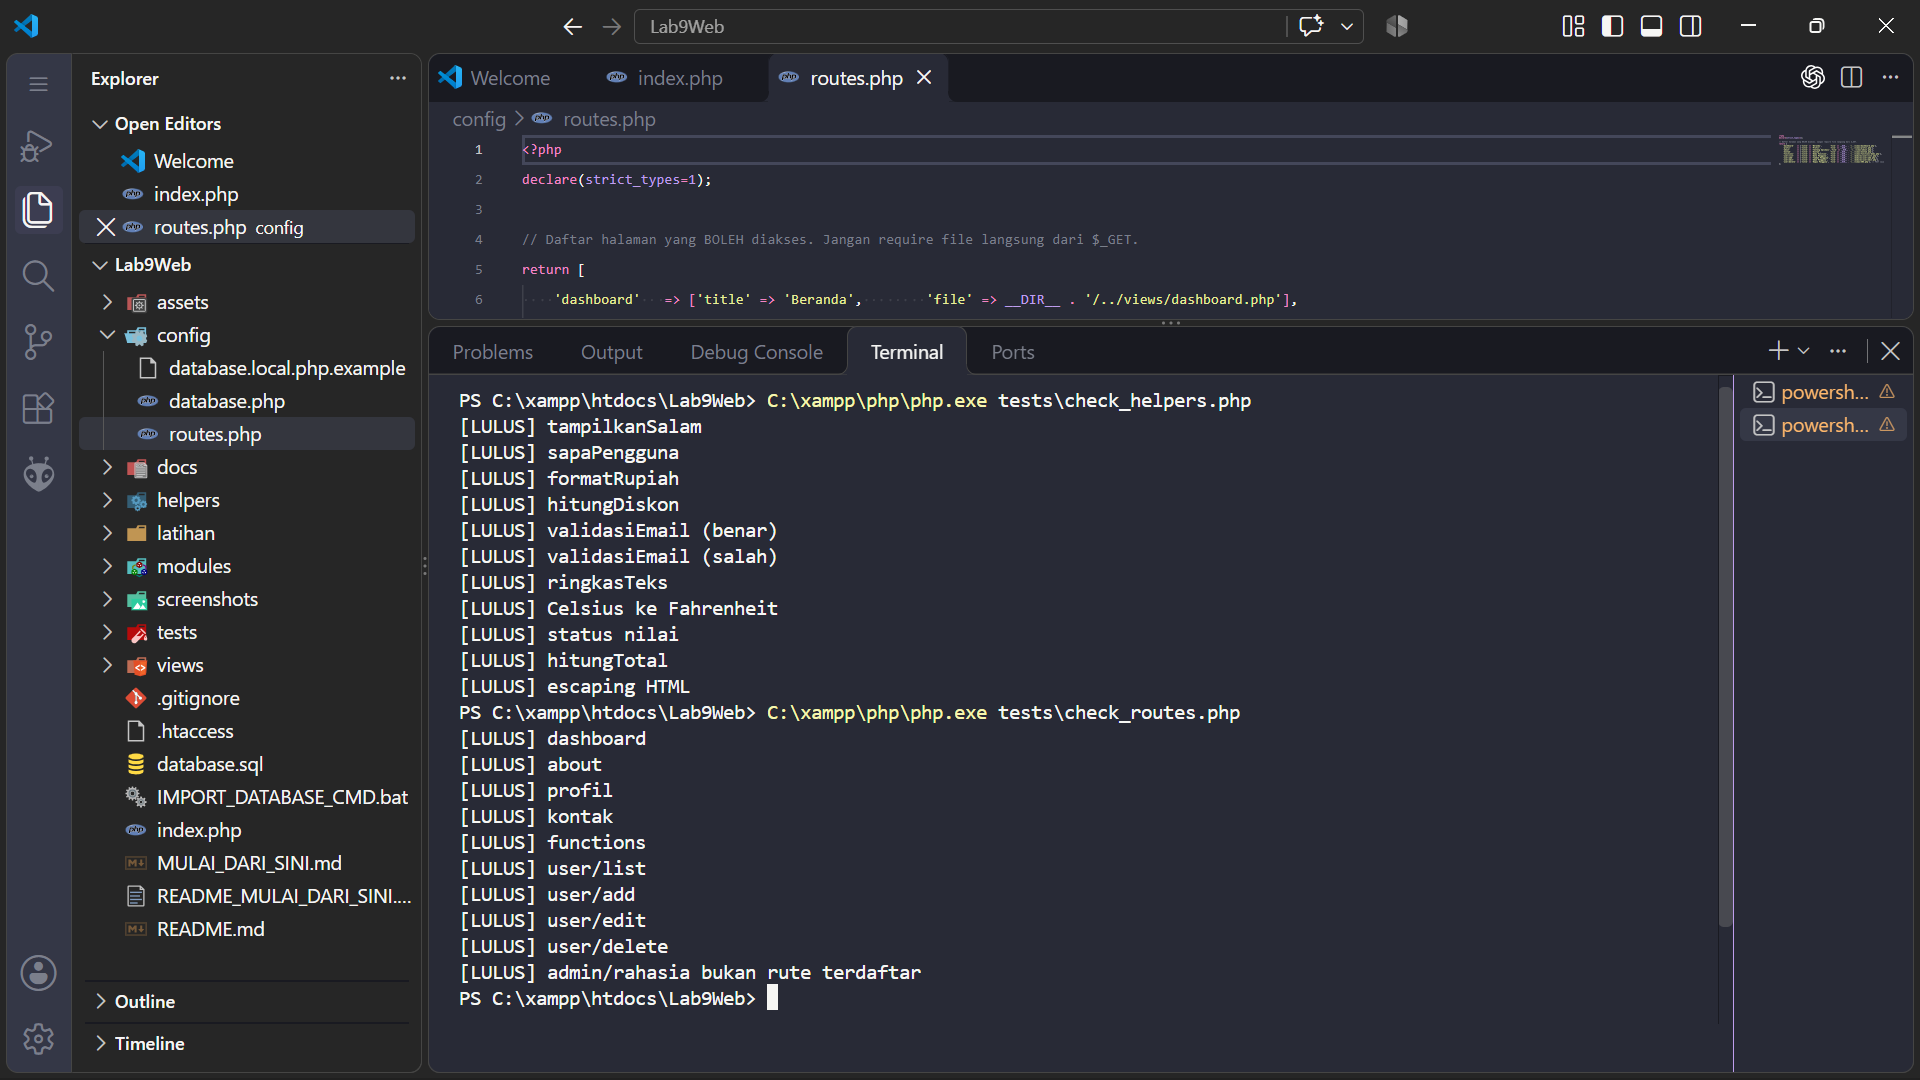 Lab9Web
Explorer
Open Editors
Welcome
index.php
routes.php config
Lab9Web
assets
config
database.local.php.example
database.php
routes.php
docs
helpers
latihan
modules
screenshots
tests
views
.gitignore
.htaccess
database.sql
IMPORT_DATABASE_CMD.bat
index.php
MULAI_DARI_SINI.md
README_MULAI_DARI_SINI....
README.md
Outline
Timeline
Welcome
index.php
routes.php
config > routes.php
1 <?php
2 declare(strict_types=1);
3
4 // Daftar halaman yang BOLEH diakses. Jangan require file langsung dari $_GET.
5 return [
6 'dashboard' => ['title' => 'Beranda', 'file' => __DIR__ . '/../views/dashboard.php'],
Problems Output Debug Console Terminal Ports
PS C:\xampp\htdocs\Lab9Web> C:\xampp\php\php.exe tests\check_helpers.php
[LULUS] tampilkanSalam
[LULUS] sapaPengguna
[LULUS] formatRupiah
[LULUS] hitungDiskon
[LULUS] validasiEmail (benar)
[LULUS] validasiEmail (salah)
[LULUS] ringkasTeks
[LULUS] Celsius ke Fahrenheit
[LULUS] status nilai
[LULUS] hitungTotal
[LULUS] escaping HTML
PS C:\xampp\htdocs\Lab9Web> C:\xampp\php\php.exe tests\check_routes.php
[LULUS] dashboard
[LULUS] about
[LULUS] profil
[LULUS] kontak
[LULUS] functions
[LULUS] user/list
[LULUS] user/add
[LULUS] user/edit
[LULUS] user/delete
[LULUS] admin/rahasia bukan rute terdaftar
PS C:\xampp\htdocs\Lab9Web>
powersh...
powersh...